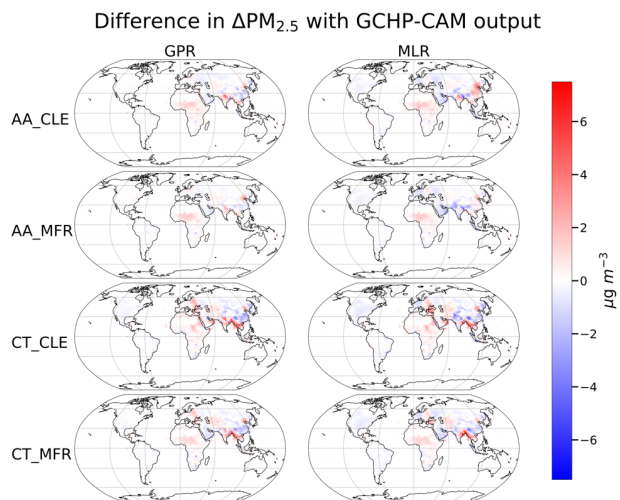 Difference in ΔPM2.5 with GCHP-CAM output
GPR MLR
AA_CLE
AA_MFR
CT_CLE
CT_MFR
6
4
2
0
−2
−4
−6
μg m−3